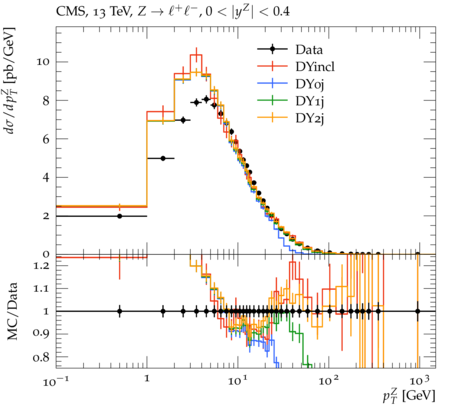 CMS, 13 TeV, Z → ℓ⁺ℓ⁻, 0 < |y^Z| < 0.4
dσ/dp_T^Z [pb/GeV]
10
8
6
4
2
0
Data
DYincl
DY0j
DY1j
DY2j
MC/Data
1.2
1.1
1
0.9
0.8
10⁻¹ 1 10¹ 10² 10³
p_T^Z [GeV]